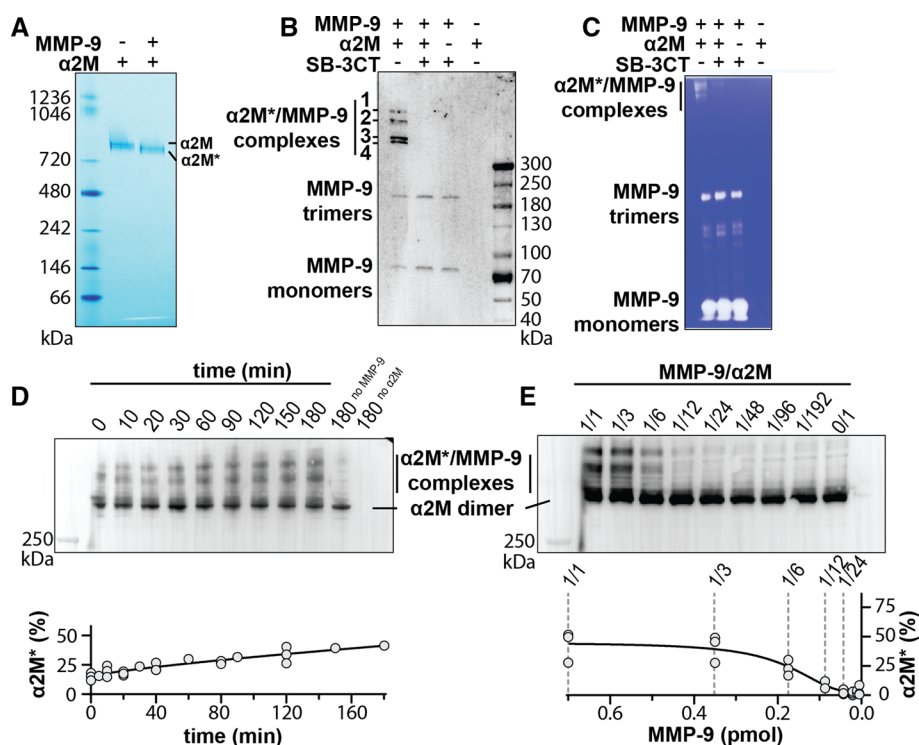 A
MMP-9 - +
α2M + +
1236
1046
720
480
242
146
66
kDa
α2M
α2M*
B
MMP-9 + + + -
α2M + + - +
SB-3CT - + + -
α2M*/MMP-9
complexes
1
2
3
4
MMP-9
trimers
MMP-9
monomers
300
250
180
130
100
70
50
40
kDa
C
MMP-9 + + + -
α2M + + - +
SB-3CT - + + -
α2M*/MMP-9
complexes
MMP-9
trimers
MMP-9
monomers
D
time (min)
0 10 20 30 60 90 120 150 180 180 no MMP-9 180 no α2M
250
kDa
α2M*/MMP-9
complexes
α2M dimer
α2M* (%)
50
25
0
0 40 80 120 160
time (min)
E
MMP-9/α2M
1/1 1/3 1/6 1/12 1/24 1/48 1/96 1/192 0/1
250
kDa
1/1 1/3 1/6 1/12 1/24
75
50
25
0
α2M* (%)
0.6 0.4 0.2 0.0
MMP-9 (pmol)